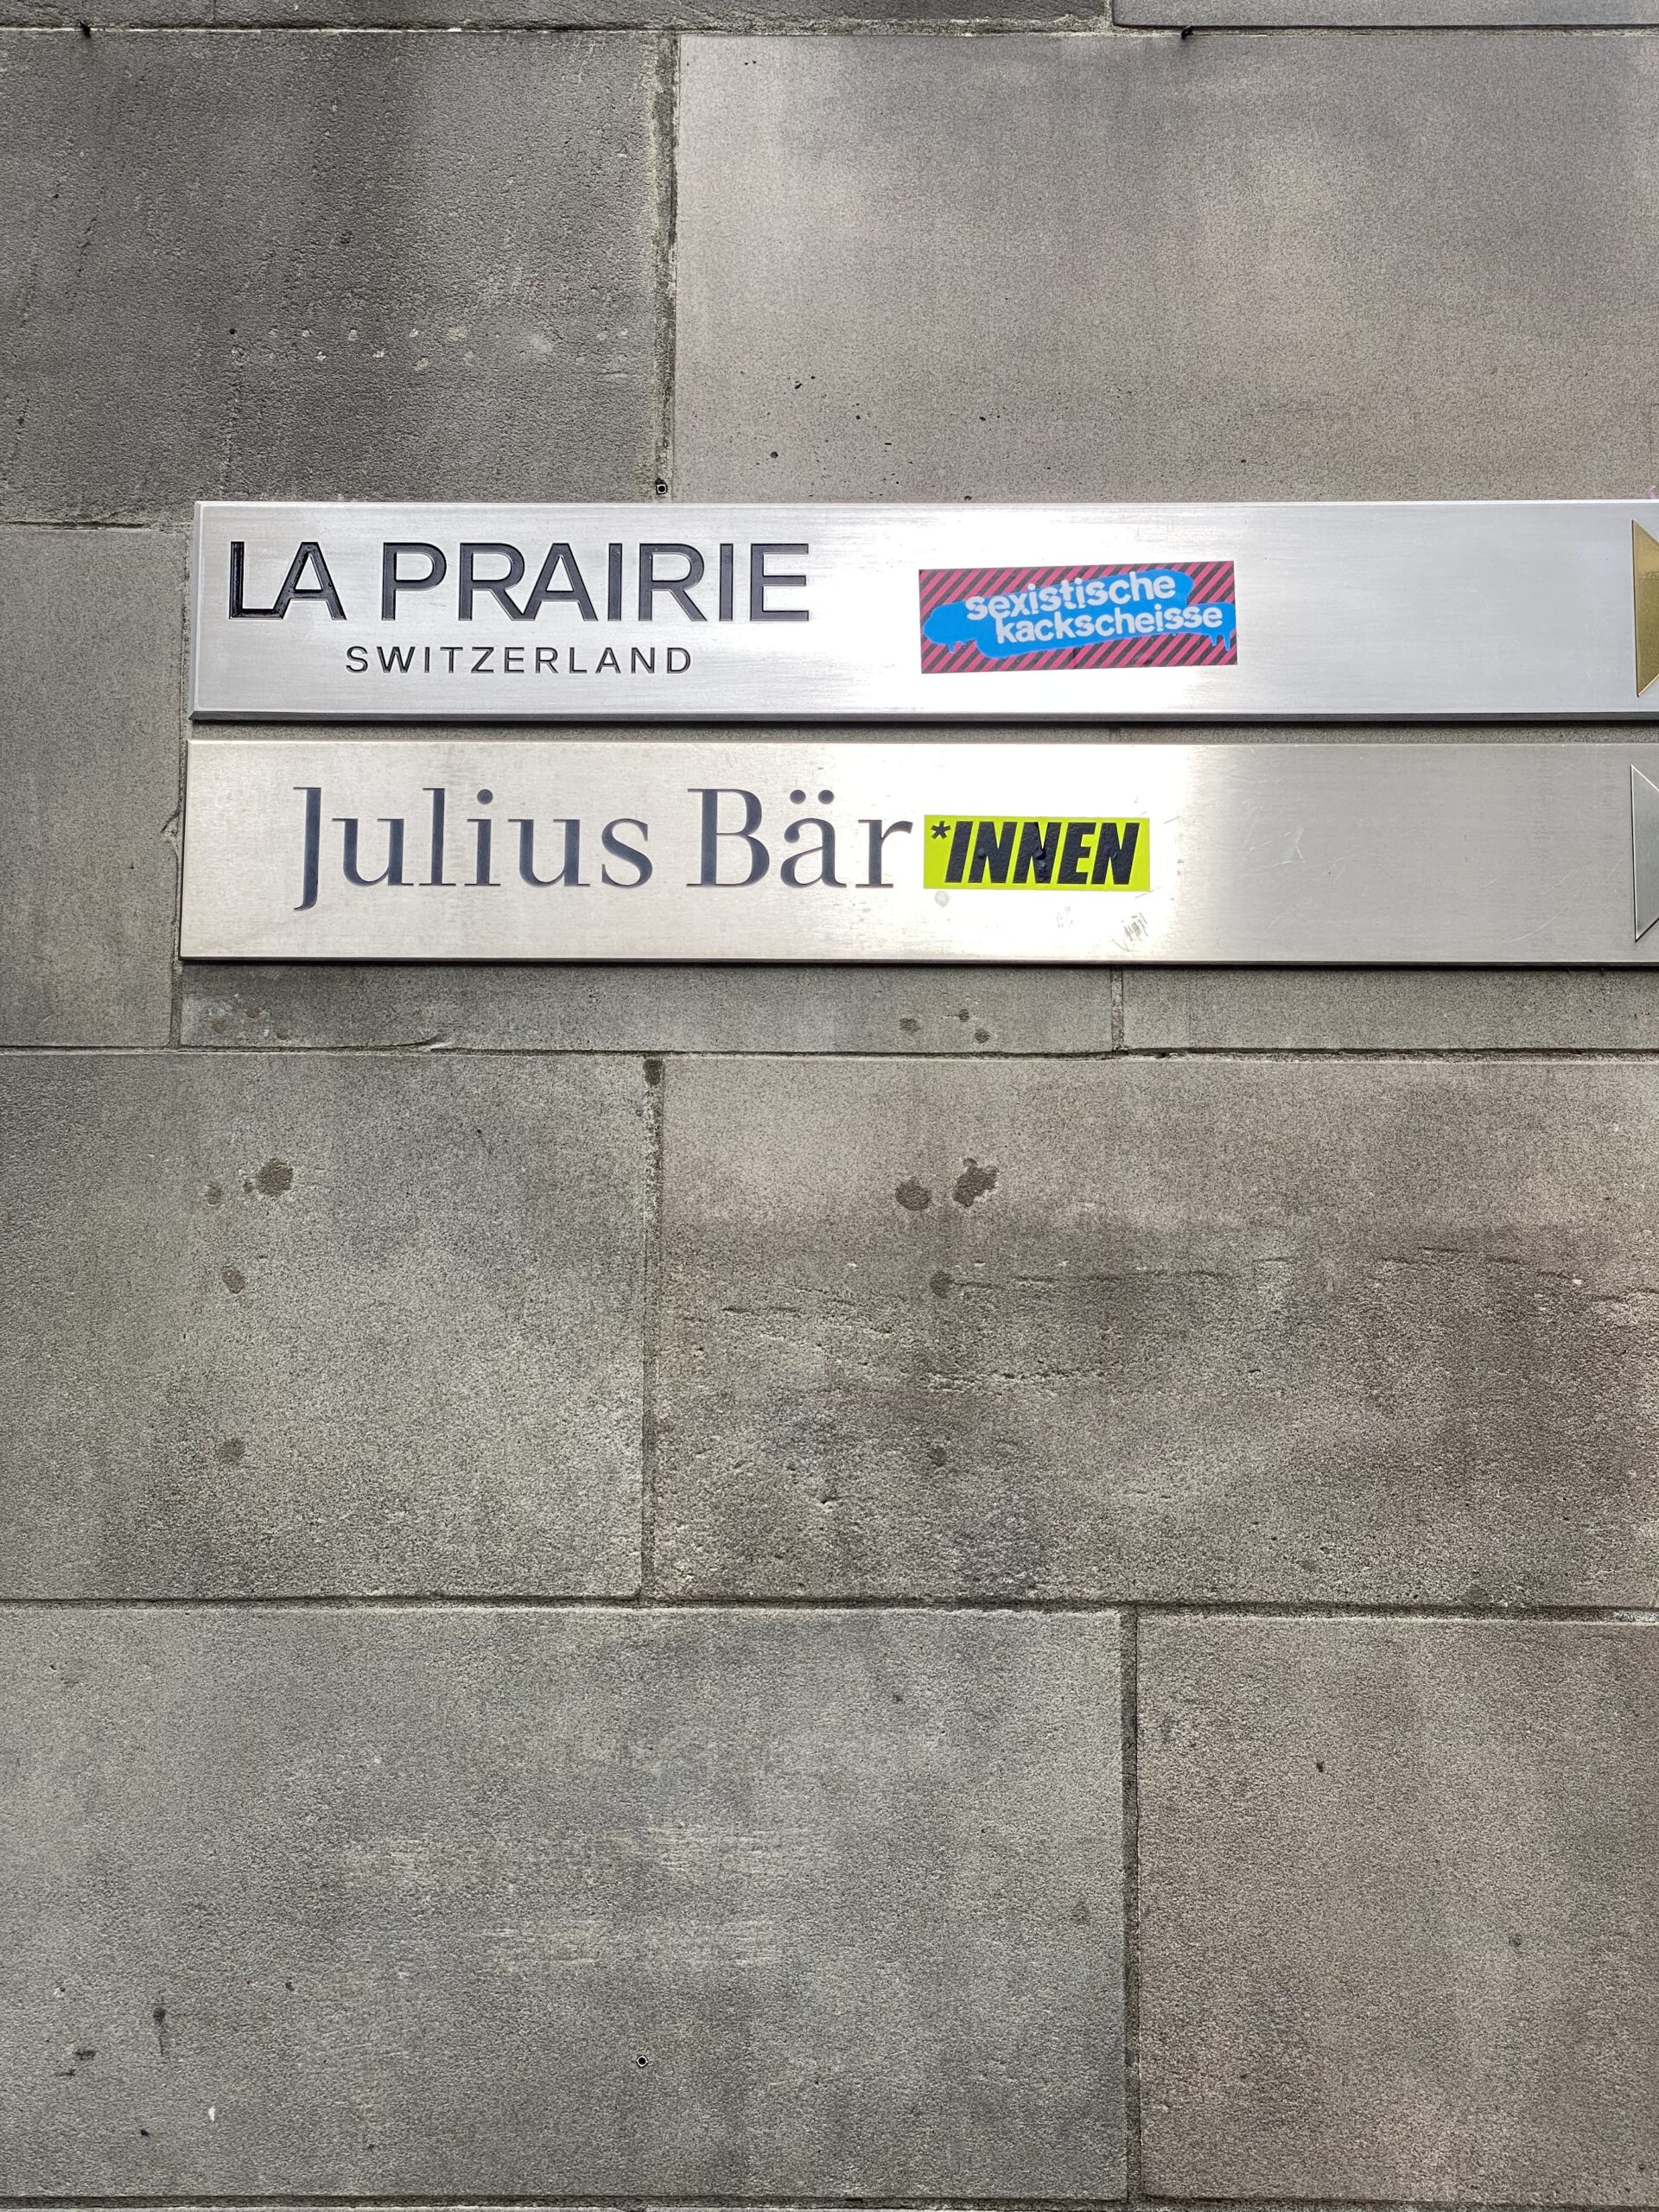 LA PRAIRIE
SWITZERLAND
sexistische
kackscheisse
Julius Bär
*INNEN